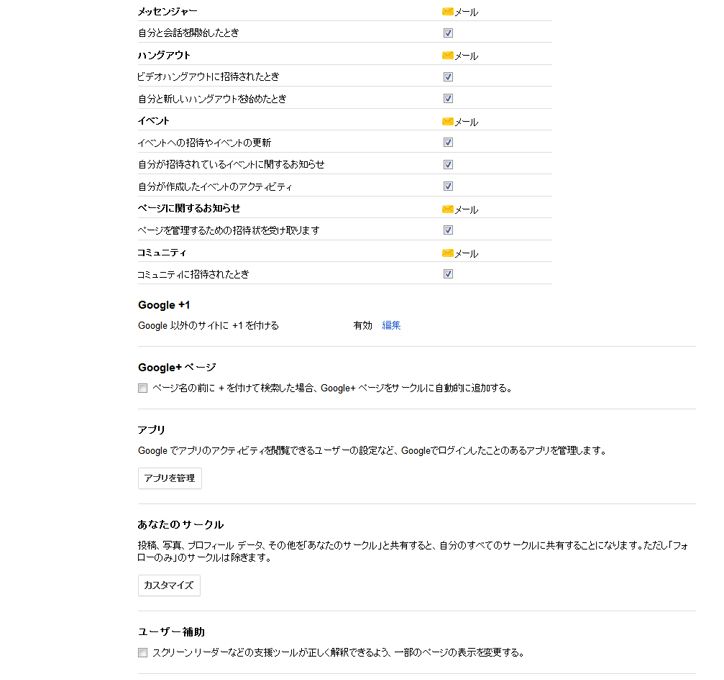 メッセンジャー メール
自分と会話を開始したとき
ハングアウト メール
ビデオハングアウトに招待されたとき
自分と新しいハングアウトを始めたとき
イベント メール
イベントへの招待やイベントの更新
自分が招待されているイベントに関するお知らせ
自分が作成したイベントのアクティビティ
ページに関するお知らせ メール
ページを管理するための招待状を受け取ります
コミュニティ メール
コミュニティに招待されたとき
Google +1
Google 以外のサイトに +1 を付ける 有効 編集
Google+ ページ
ページ名の前に + を付けて検索した場合、Google+ ページをサークルに自動的に追加する。
アプリ
Google でアプリのアクティビティを閲覧できるユーザーの設定など、Googleでログインしたことのあるアプリを管理します。
アプリを管理
あなたのサークル
投稿、写真、プロフィール データ、その他を「あなたのサークル」と共有すると、自分のすべてのサークルに共有することになります。ただし「フォ
ローのみ」のサークルは除きます。
カスタマイズ
ユーザー補助
スクリーン リーダーなどの支援ツールが正しく解釈できるよう、一部のページの表示を変更する。